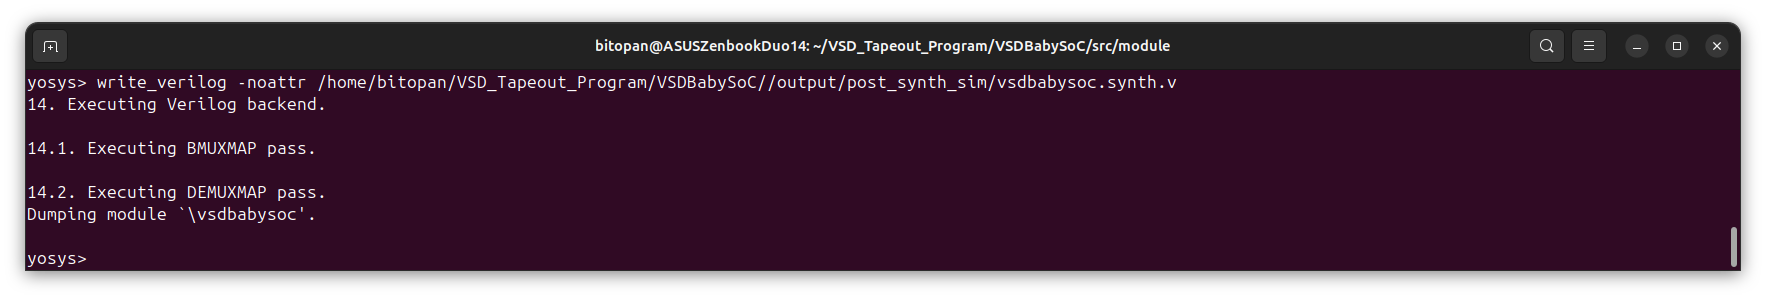 bitopan@ASUSZenbookDuo14: ~/VSD_Tapeout_Program/VSDBabySoC/src/module
yosys> write_verilog -noattr /home/bitopan/VSD_Tapeout_Program/VSDBabySoC//output/post_synth_sim/vsdbabysoc.synth.v
14. Executing Verilog backend.
14.1. Executing BMUXMAP pass.
14.2. Executing DEMUXMAP pass.
Dumping module `\vsdbabysoc'.
yosys>